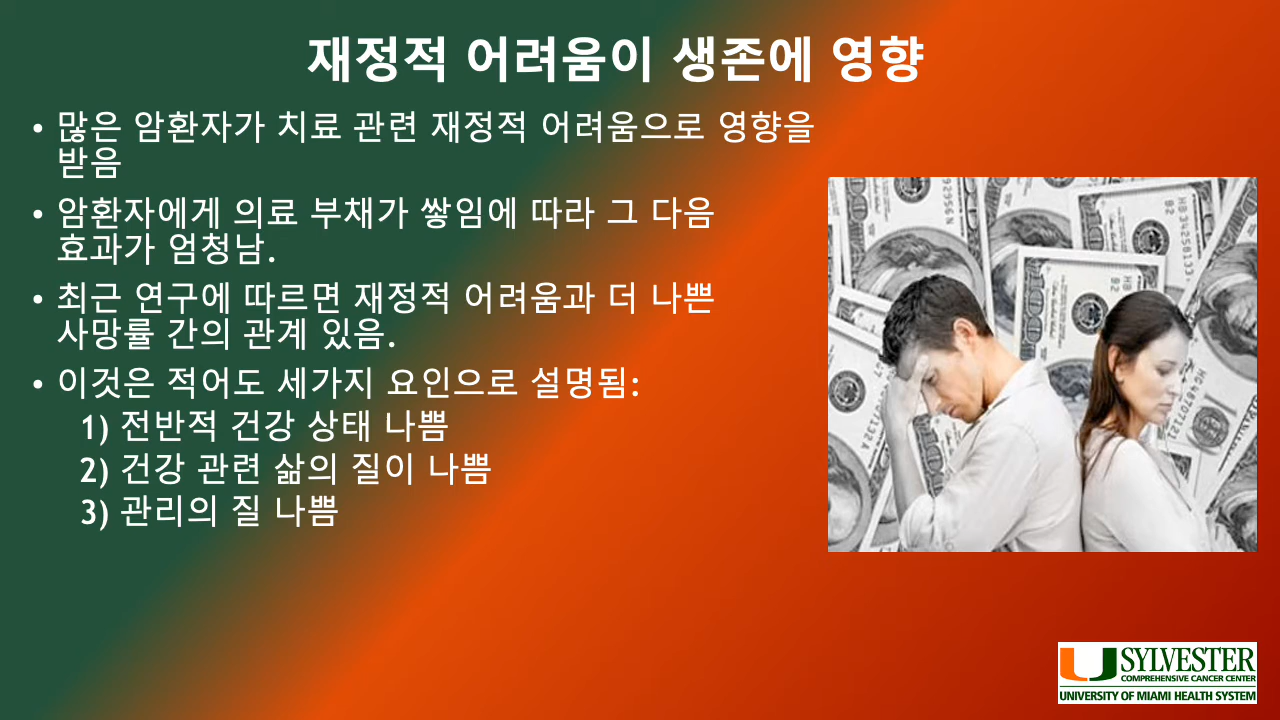 재정적 어려움이 생존에 영향
• 많은 암환자가 치료 관련 재정적 어려움으로 영향을
받음
• 암환자에게 의료 부채가 쌓임에 따라 그 다음
효과가 엄청남.
• 최근 연구에 따르면 재정적 어려움과 더 나쁜
사망률 간의 관계 있음.
• 이것은 적어도 세가지 요인으로 설명됨:
1) 전반적 건강 상태 나쁨
2) 건강 관련 삶의 질이 나쁨
3) 관리의 질 나쁨
SYLVESTER
COMPREHENSIVE CANCER CENTER
UNIVERSITY OF MIAMI HEALTH SYSTEM